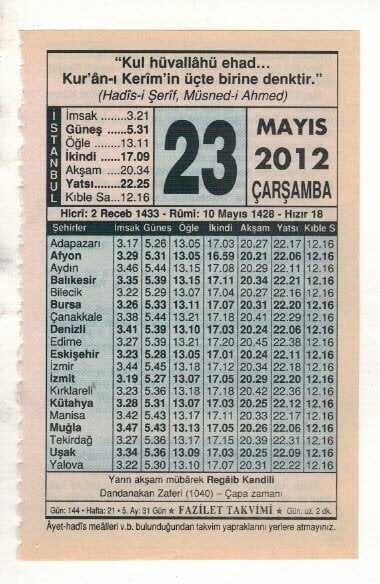 “Kul hüvallâhü ehad...
Kur'ân-ı Kerîm'in üçte birine denktir.”
(Hadîs-i Şerîf, Müsned-i Ahmed)
ISTANBUL
İmsak ........3.21
Güneş ......5.31
Öğle ........13.11
İkindi ......17.09
Akşam ....20.34
Yatsı.......22.25
Kıble Sa...12.16
23
MAYIS
2012
ÇARŞAMBA
Hicrî: 2 Receb 1433 - Rûmî: 10 Mayıs 1428 - Hızır 18
Şehirler İmsak Güneş Öğle İkindi Akşam Yatsı Kıble S
Adapazarı 3.17 5.26 13.05 17.03 20.27 22.17 12.16
Afyon 3.29 5.31 13.05 16.59 20.21 22.06 12.16
Aydın 3.46 5.44 13.15 17.08 20.29 22.11 12.16
Balıkesir 3.35 5.39 13.15 17.11 20.34 22.21 12.16
Bilecik 3.22 5.29 13.07 17.04 20.27 22.16 12.16
Bursa 3.26 5.33 13.11 17.07 20.31 22.20 12.16
Çanakkale 3.38 5.44 13.21 17.18 20.41 22.29 12.16
Denizli 3.41 5.39 13.10 17.03 20.24 22.06 12.16
Edirne 3.27 5.39 13.21 17.20 20.45 22.38 12.16
Eskişehir 3.23 5.28 13.05 17.01 20.24 22.11 12.16
İzmir 3.44 5.45 13.18 17.12 20.34 22.18 12.16
İzmit 3.19 5.27 13.07 17.05 20.29 22.20 12.16
Kırklareli 3.23 5.36 13.18 17.18 20.42 22.36 12.16
Kütahya 3.28 5.31 13.07 17.03 20.25 22.12 12.16
Manisa 3.42 5.43 13.17 17.11 20.33 22.17 12.16
Muğla 3.47 5.43 13.13 17.05 20.26 22.06 12.16
Tekirdağ 3.27 5.36 13.17 17.15 20.39 22.31 12.16
Uşak 3.34 5.36 13.09 17.03 20.25 22.09 12.16
Yalova 3.22 5.30 13.10 17.07 20.31 22.22 12.16
Yarın akşam mübârek Regâib Kandili
Dandanakan Zaferi (1040) – Çapa zamanı
Gün: 144 • Hafta: 21 • 5. Ay: 31 Gün ★ FAZİLET TAKVİMİ ★ Gün. uz. 2 dk.
Âyet-hadîs meâlleri v.b. bulunduğundan takvim yapraklarını yerlere atmayınız.